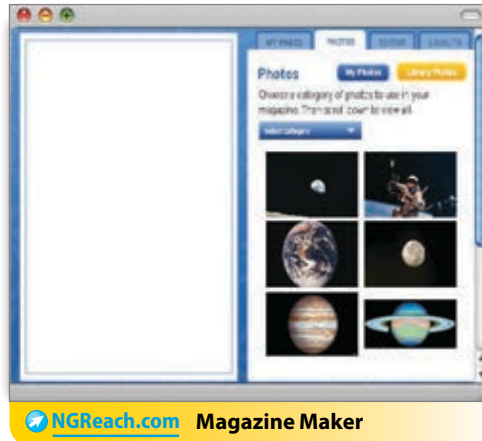 MY PAGES PHOTOS EDITOR LAYOUTS
Photos My Photos Library Photos
Choose a category of photos to use in your
magazine. Then scroll down to view all.
Select Category
NGReach.com Magazine Maker